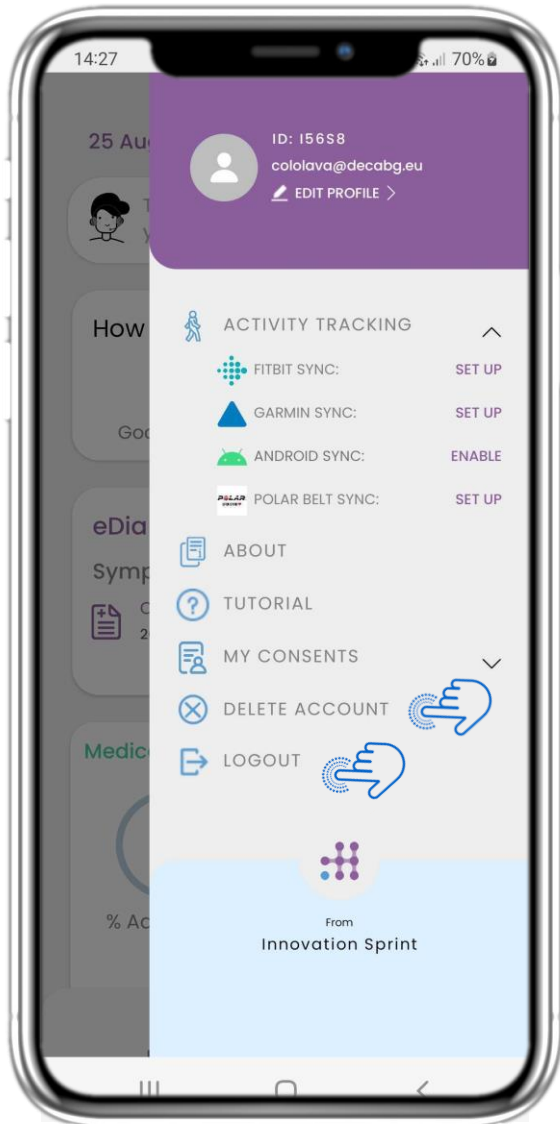 14:27
70%
25 Au
ID: I56S8
cololava@decabg.eu
EDIT PROFILE >
How
ACTIVITY TRACKING
FITBIT SYNC: SET UP
GARMIN SYNC: SET UP
Goo
ANDROID SYNC: ENABLE
POLAR
POLAR BELT SYNC: SET UP
eDia
ABOUT
Symp
TUTORIAL
MY CONSENTS
DELETE ACCOUNT
Medic
LOGOUT
% Ad
From
Innovation Sprint